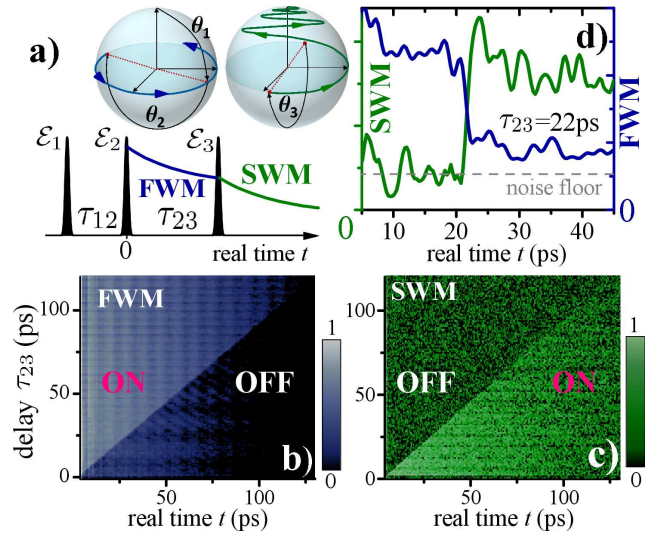 a)
θ₁
θ₂
θ₃
ℰ₁
ℰ₂
ℰ₃
FWM
SWM
τ₁₂
τ₂₃
0
real time t
d)
SWM
FWM
τ₂₃=22ps
noise floor
0
0
10
20
30
40
real time t (ps)
FWM
ON
OFF
b)
delay τ₂₃ (ps)
100
50
0
50
100
real time t (ps)
1
0
SWM
OFF
ON
c)
100
50
0
50
100
real time t (ps)
1
0